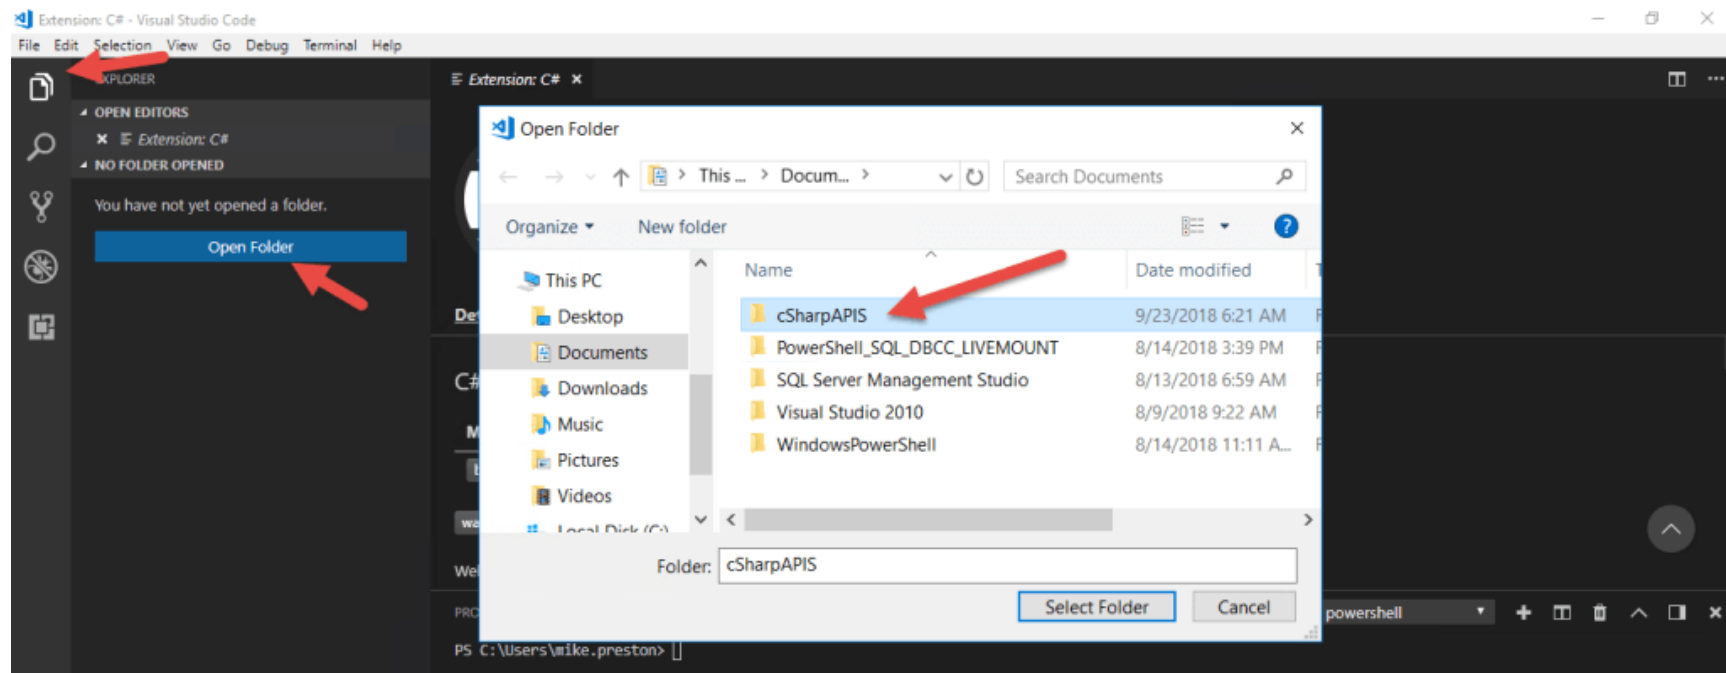 Extension: C# - Visual Studio Code
File Edit Selection View Go Debug Terminal Help
EXPLORER
Extension: C#
OPEN EDITORS
Extension: C#
NO FOLDER OPENED
You have not yet opened a folder.
Open Folder
Open Folder
This ... > Docum... >
Search Documents
Organize
New folder
Name
Date modified
This PC
Desktop
Documents
Downloads
Music
Pictures
Videos
Local Disk (C:)
cSharpAPIS 9/23/2018 6:21 AM
PowerShell_SQL_DBCC_LIVEMOUNT 8/14/2018 3:39 PM
SQL Server Management Studio 8/13/2018 6:59 AM
Visual Studio 2010 8/9/2018 9:22 AM
WindowsPowerShell 8/14/2018 11:11 A...
Folder: cSharpAPIS
Select Folder
Cancel
C#
powershell
PS C:\Users\mike.preston>